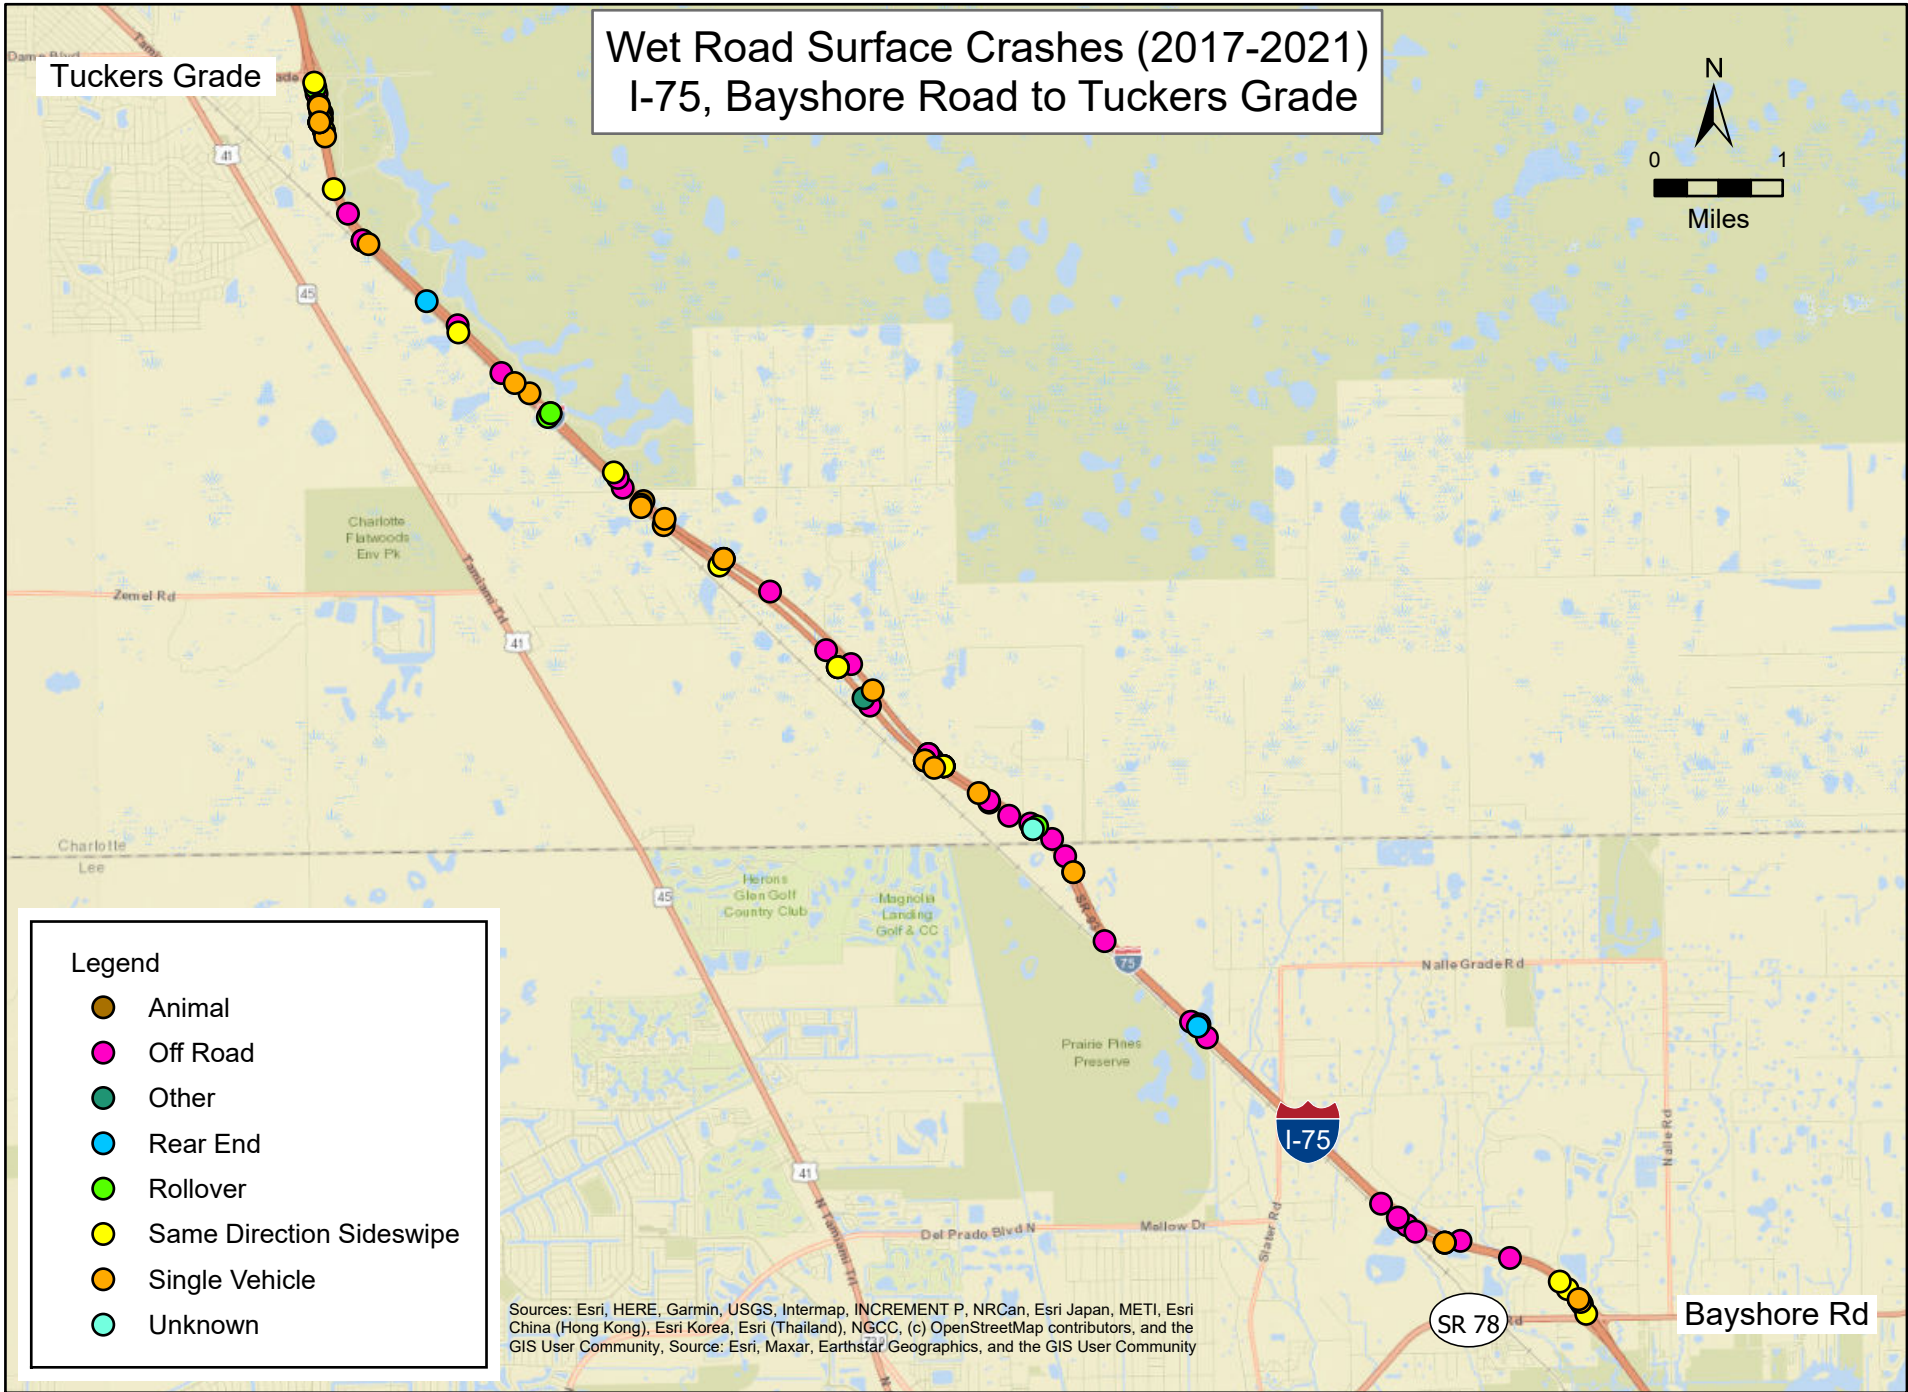 Wet Road Surface Crashes (2017-2021)
I-75, Bayshore Road to Tuckers Grade
Tuckers Grade
N
0 1
Miles
41
45
Charlotte
Flatwoods
Env Pk
Zemel Rd
Tamiami Trl
41
Charlotte
Lee
45
Herons
Glen Golf
Country Club
Magnolia
Landing
Golf & CC
75
Nalle Grade Rd
Prairie Pines
Preserve
I-75
Nalle Rd
41
N Tamiami Trl
Del Prado Blvd N
Mellow Dr
Slater Rd
SR 78
Bayshore Rd
Legend
Animal
Off Road
Other
Rear End
Rollover
Same Direction Sideswipe
Single Vehicle
Unknown
Sources: Esri, HERE, Garmin, USGS, Intermap, INCREMENT P, NRCan, Esri Japan, METI, Esri
China (Hong Kong), Esri Korea, Esri (Thailand), NGCC, (c) OpenStreetMap contributors, and the
GIS User Community, Source: Esri, Maxar, Earthstar Geographics, and the GIS User Community